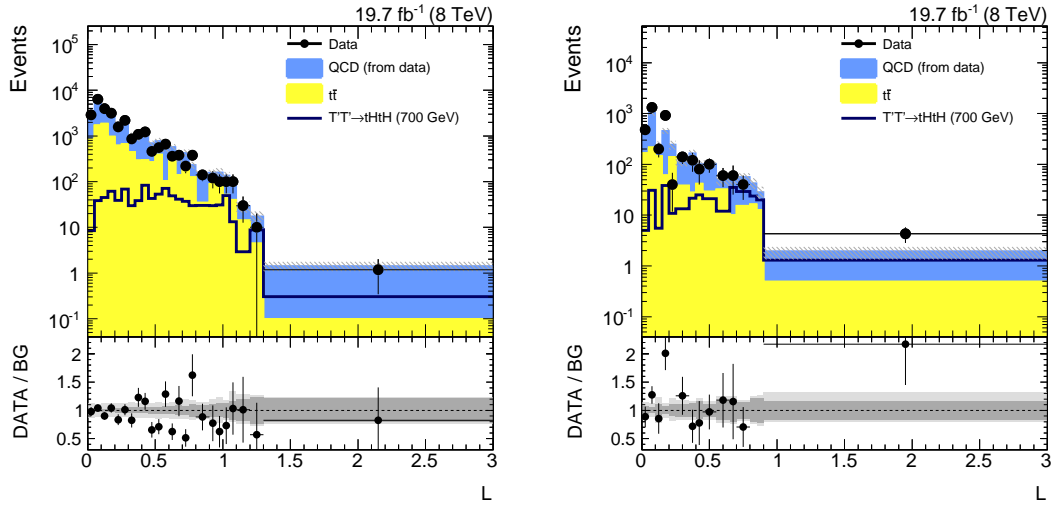 19.7 fb⁻¹ (8 TeV)
Events
10⁵
10⁴
10³
10²
10
1
10⁻¹
Data
QCD (from data)
tt̄
T'T'→tHtH (700 GeV)
DATA / BG
2
1.5
1
0.5
0 0.5 1 1.5 2 2.5 3
L
19.7 fb⁻¹ (8 TeV)
Events
10⁴
10³
10²
10
1
10⁻¹
Data
QCD (from data)
tt̄
T'T'→tHtH (700 GeV)
DATA / BG
2
1.5
1
0.5
0 0.5 1 1.5 2 2.5 3
L